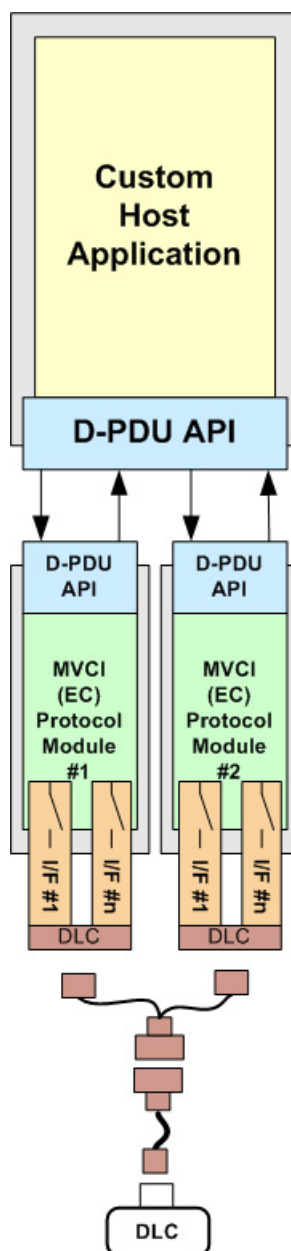 Custom
Host
Application
D-PDU API
D-PDU
API
MVCI
(EC)
Protocol
Module
#1
I/F #1
I/F #n
DLC
D-PDU
API
MVCI
(EC)
Protocol
Module
#2
I/F #1
I/F #n
DLC
DLC